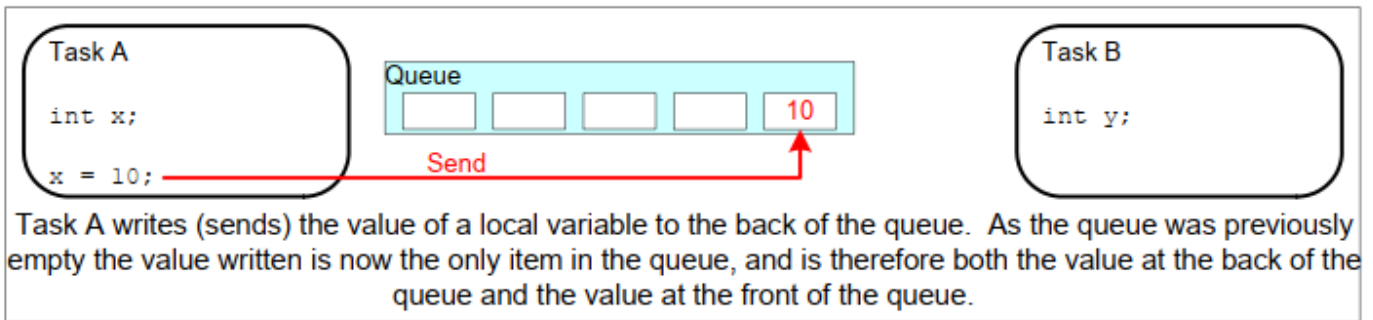 Task A
int x;
x = 10;
Queue
10
Send
Task B
int y;
Task A writes (sends) the value of a local variable to the back of the queue.  As the queue was previously
empty the value written is now the only item in the queue, and is therefore both the value at the back of the
queue and the value at the front of the queue.